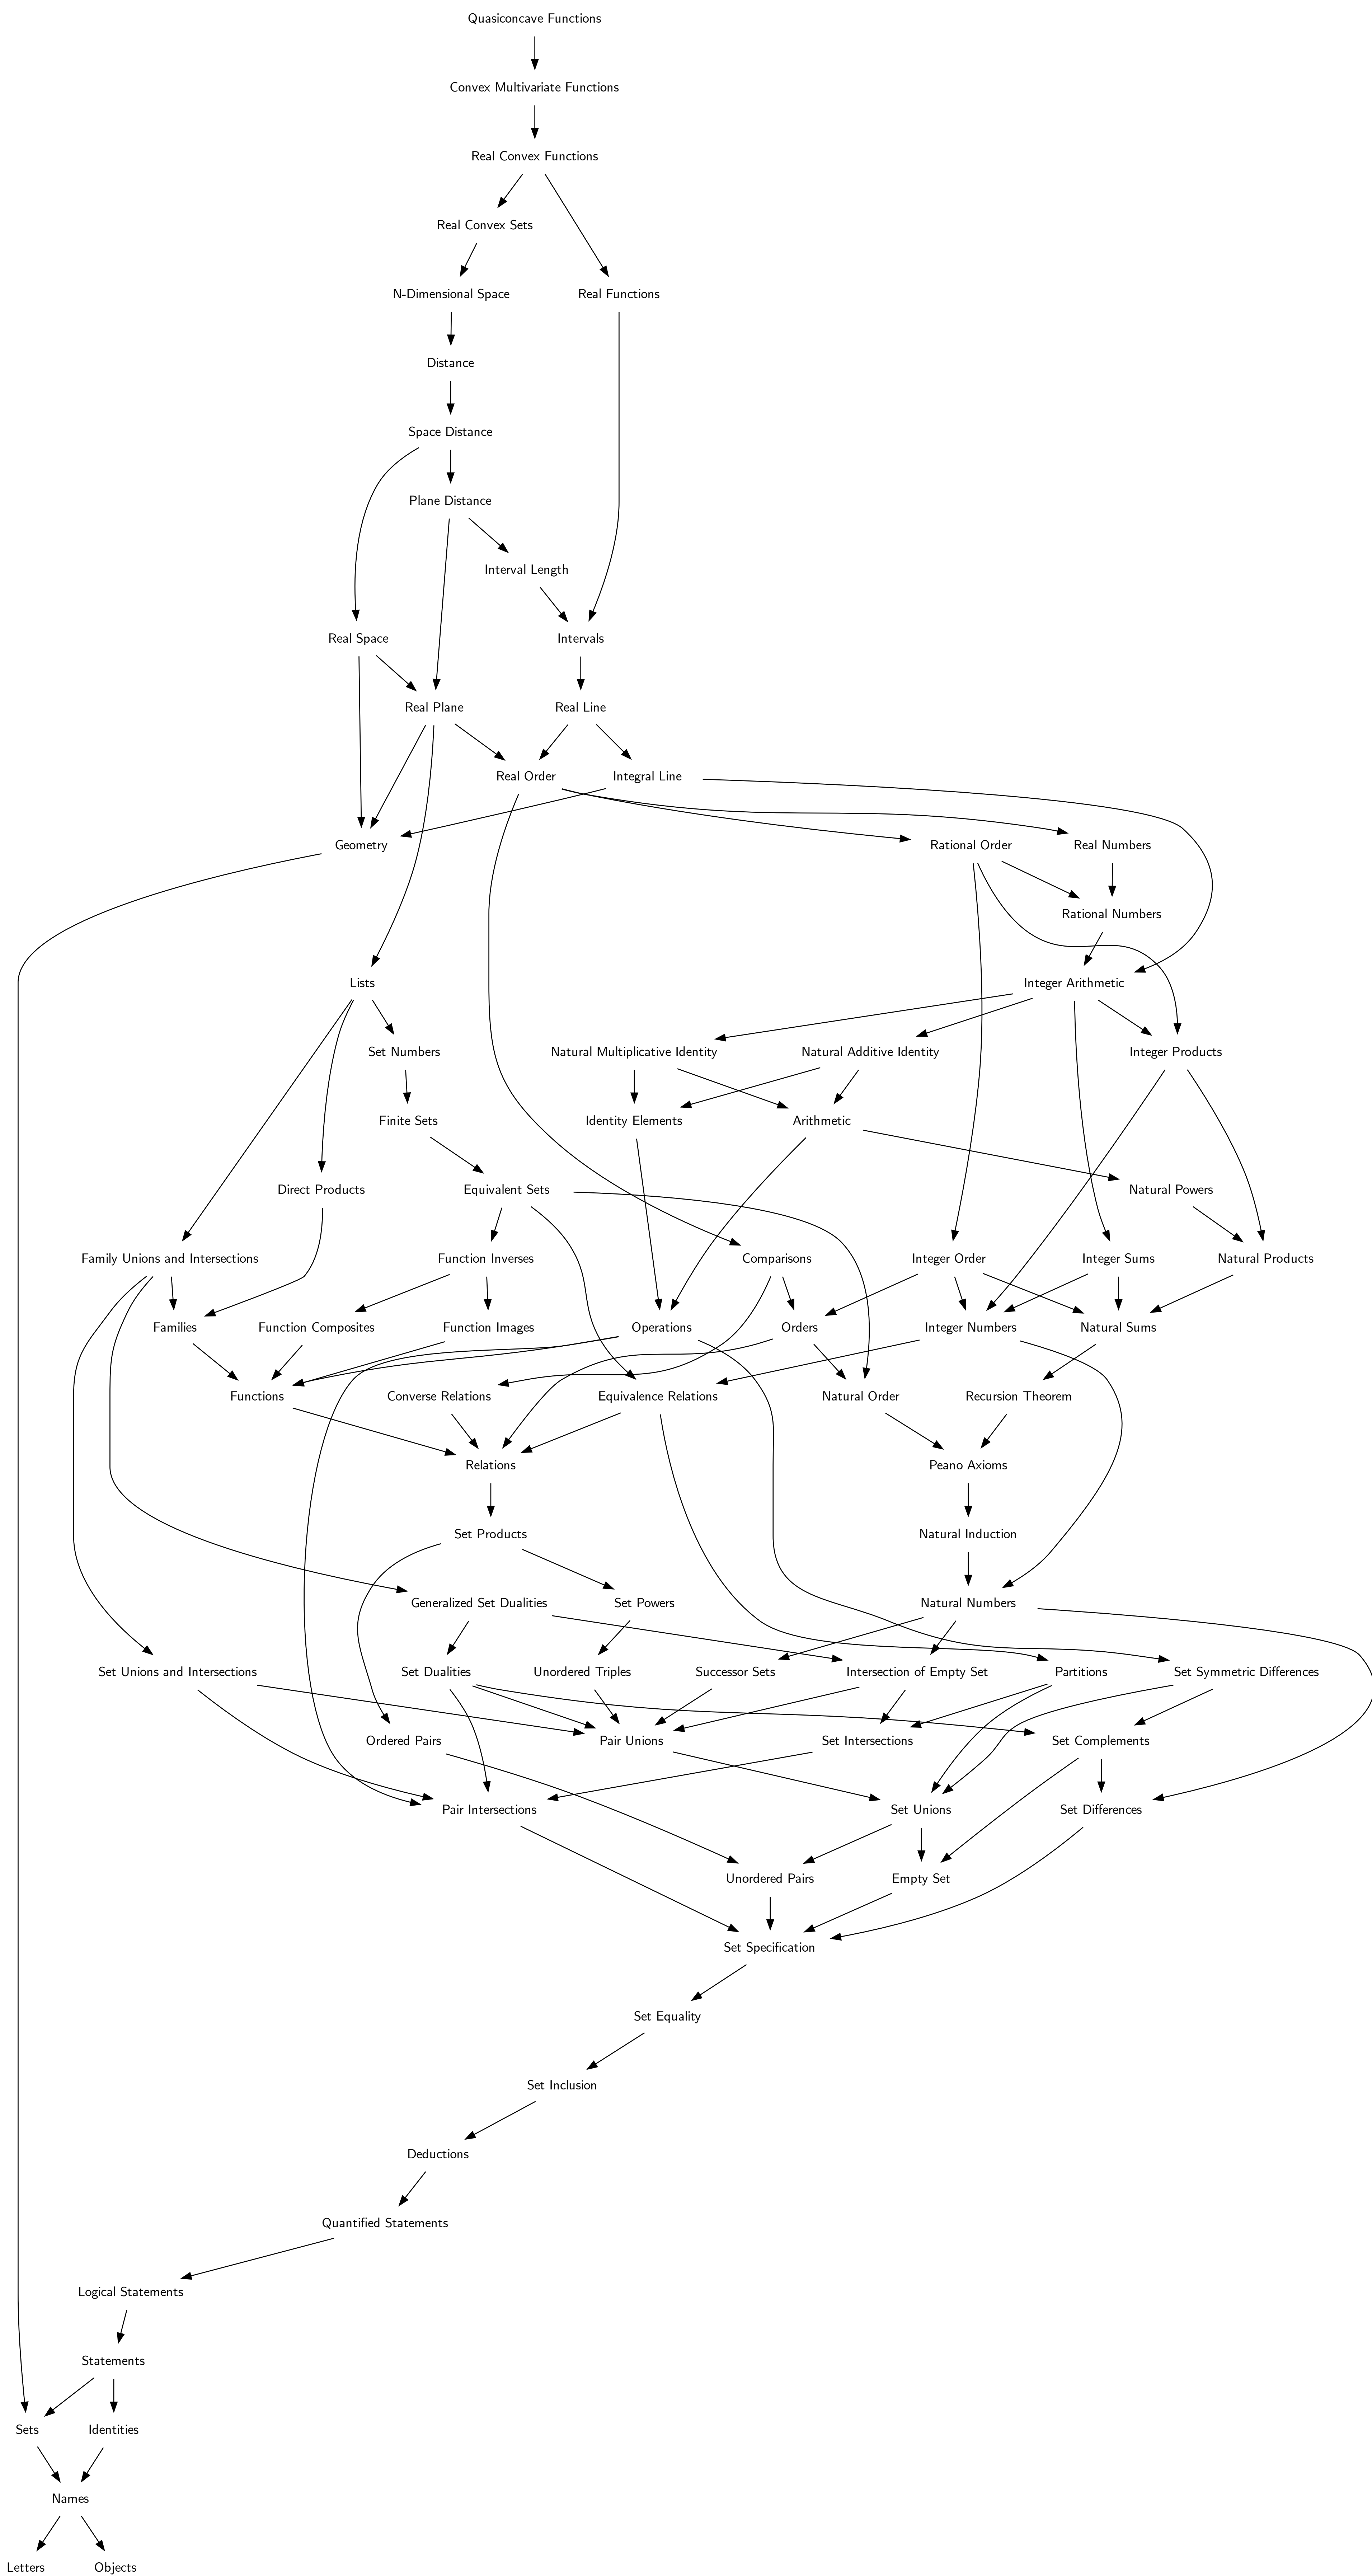 Quasiconcave Functions
Convex Multivariate Functions
Real Convex Functions
Real Convex Sets
N-Dimensional Space
Real Functions
Distance
Space Distance
Plane Distance
Interval Length
Real Space
Intervals
Real Plane
Real Line
Real Order
Integral Line
Geometry
Rational Order
Real Numbers
Rational Numbers
Lists
Integer Arithmetic
Set Numbers
Natural Multiplicative Identity
Natural Additive Identity
Integer Products
Finite Sets
Identity Elements
Arithmetic
Direct Products
Equivalent Sets
Natural Powers
Family Unions and Intersections
Function Inverses
Comparisons
Integer Order
Integer Sums
Natural Products
Families
Function Composites
Function Images
Operations
Orders
Integer Numbers
Natural Sums
Functions
Converse Relations
Equivalence Relations
Natural Order
Recursion Theorem
Relations
Peano Axioms
Set Products
Natural Induction
Generalized Set Dualities
Set Powers
Natural Numbers
Set Unions and Intersections
Set Dualities
Unordered Triples
Successor Sets
Intersection of Empty Set
Partitions
Set Symmetric Differences
Ordered Pairs
Pair Unions
Set Intersections
Set Complements
Pair Intersections
Set Unions
Set Differences
Unordered Pairs
Empty Set
Set Specification
Set Equality
Set Inclusion
Deductions
Quantified Statements
Logical Statements
Statements
Sets
Identities
Names
Letters
Objects